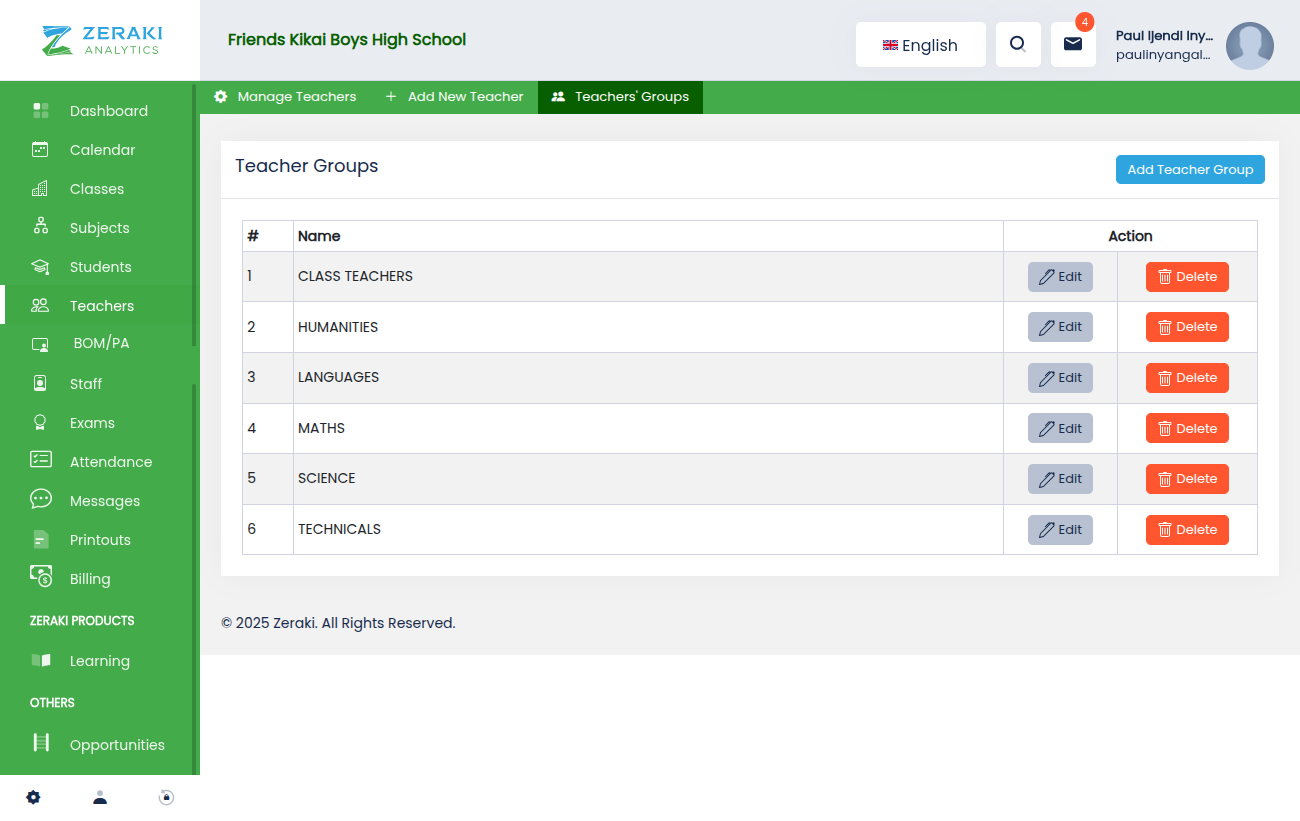 ZERAKI
ANALYTICS
Friends Kikai Boys High School
English
4
Paul Ijendi Iny...
paulinyangal...
Manage Teachers
Add New Teacher
Teachers' Groups
Dashboard
Calendar
Classes
Subjects
Students
Teachers
BOM/PA
Staff
Exams
Attendance
Messages
Printouts
Billing
ZERAKI PRODUCTS
Learning
OTHERS
Opportunities
Teacher Groups
Add Teacher Group
# Name Action
1 CLASS TEACHERS Edit Delete
2 HUMANITIES Edit Delete
3 LANGUAGES Edit Delete
4 MATHS Edit Delete
5 SCIENCE Edit Delete
6 TECHNICALS Edit Delete
© 2025 Zeraki. All Rights Reserved.